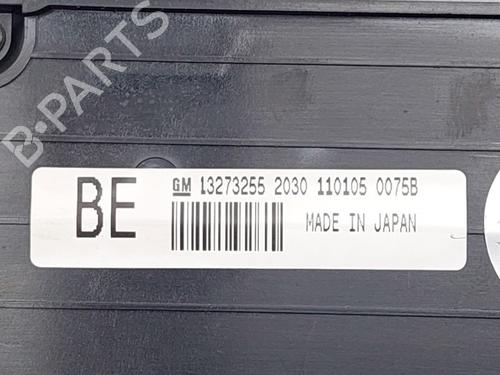 B-PARTS
BE
GM 13273255 2030 110105 0075B
MADE IN JAPAN